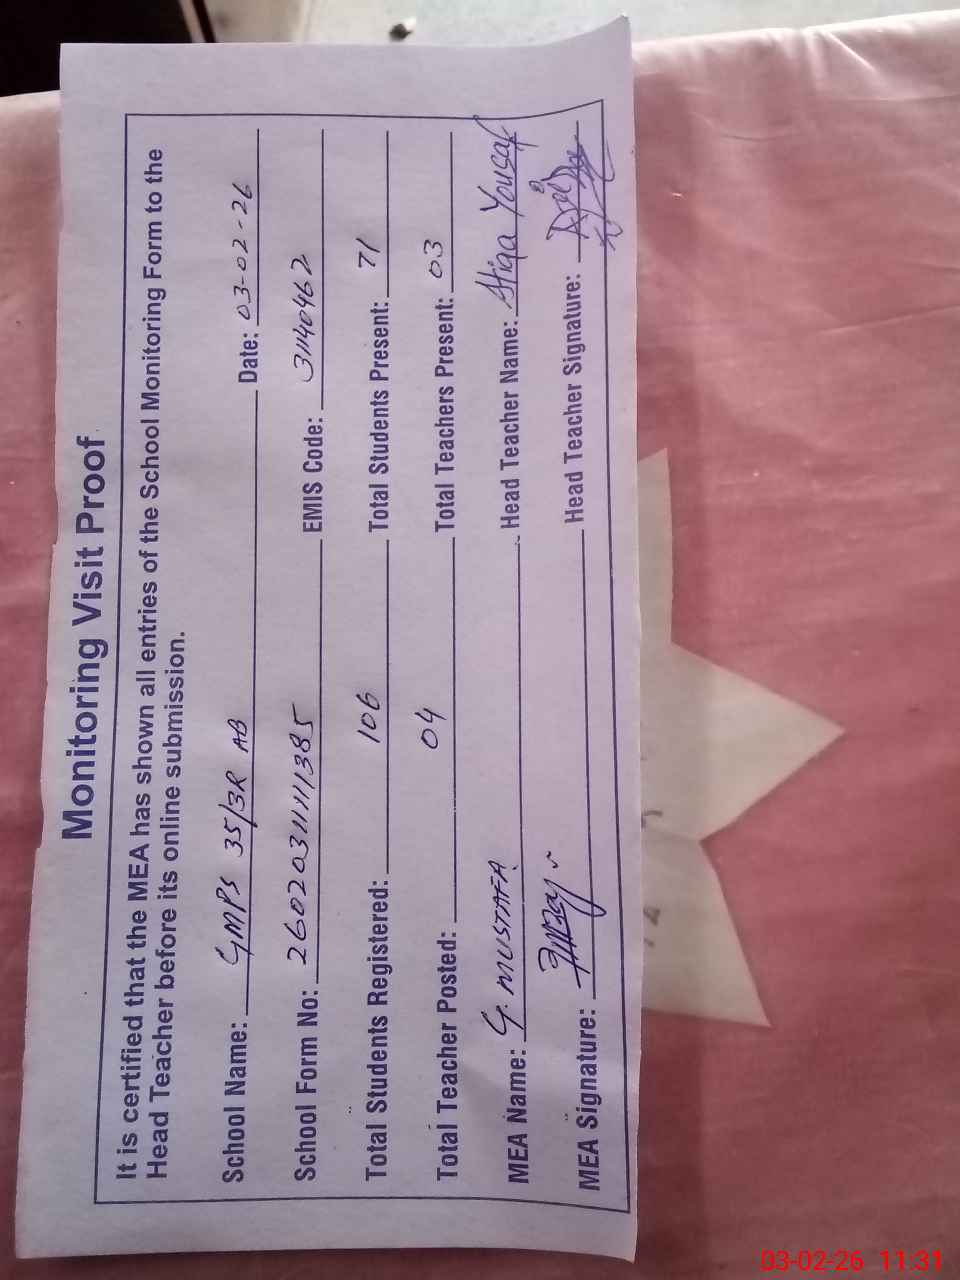 Monitoring Visit Proof
It is certified that the MEA has shown all entries of the School Monitoring Form to the
Head Teacher before its online submission.
School Name: GMPS 35/3R AB Date: 03-02-26
School Form No: 260203111111385 EMIS Code: 31140462
Total Students Registered: 106 Total Students Present: 71
Total Teacher Posted: 04 Total Teachers Present: 03
MEA Name: G. MUSTAFA Head Teacher Name: Atiqa Yousaf
MEA Signature: Head Teacher Signature:
03-02-26 11:31